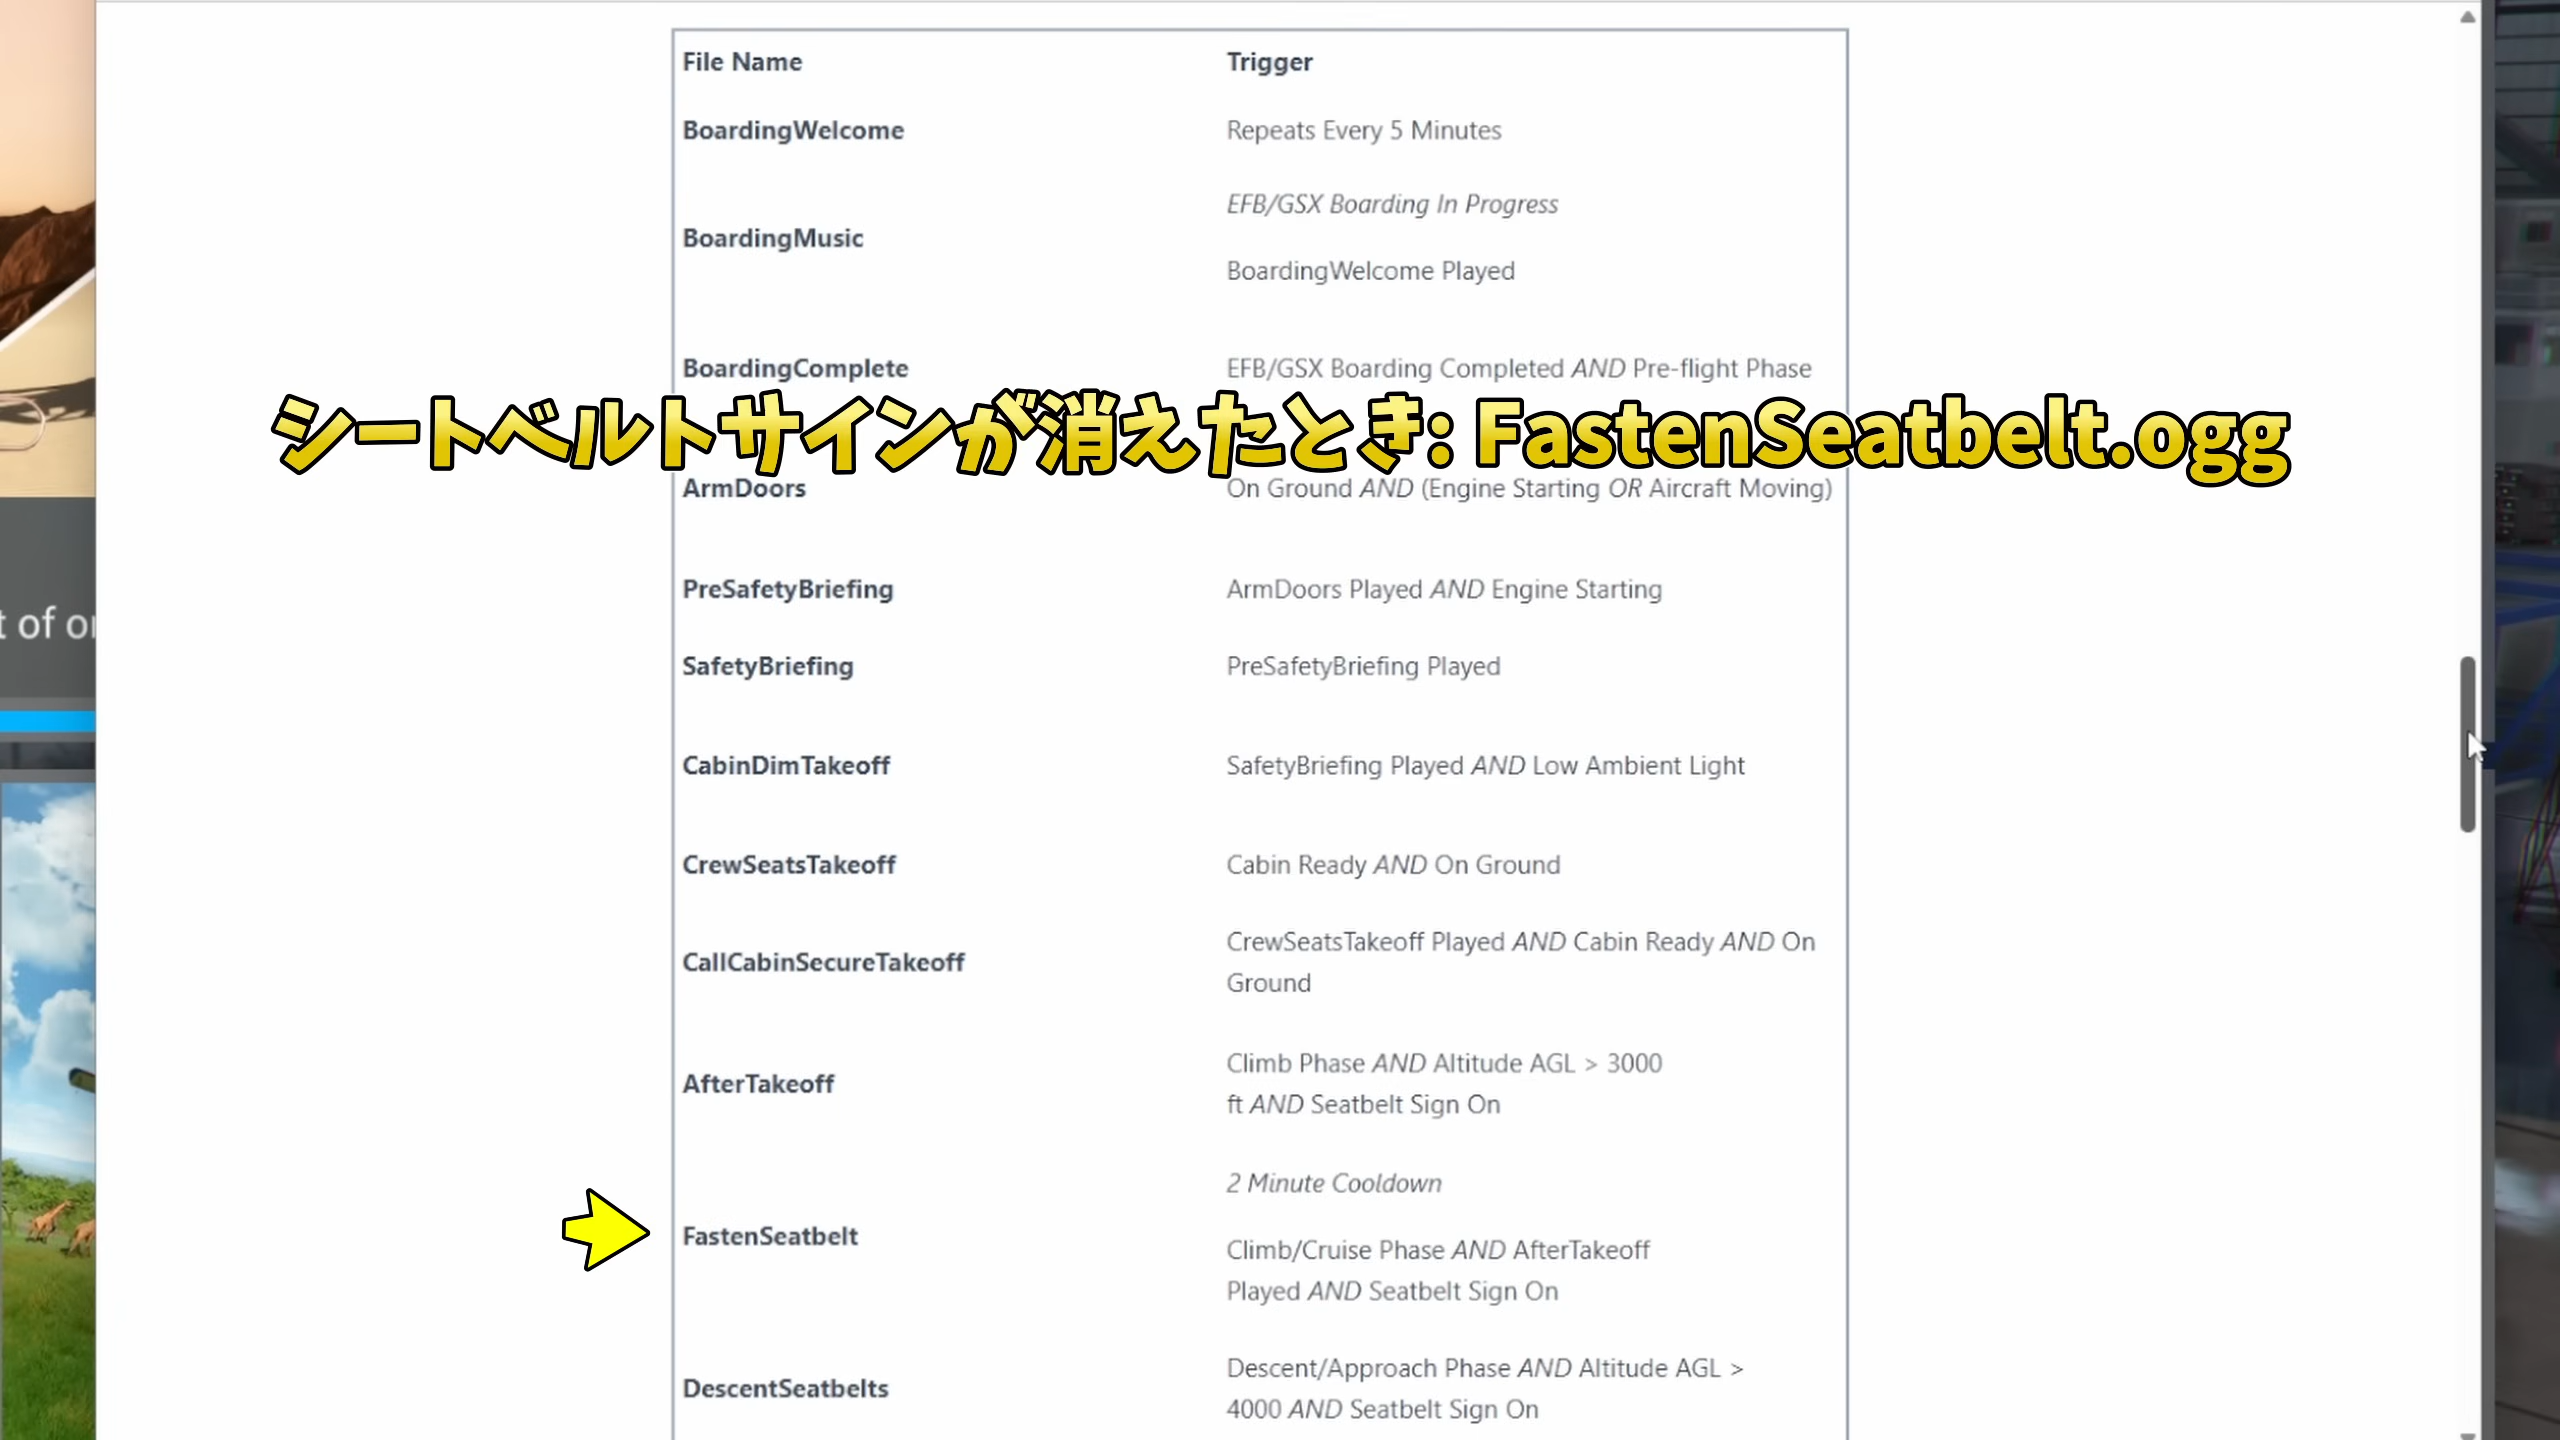 File Name
Trigger
BoardingWelcome
Repeats Every 5 Minutes
BoardingMusic
EFB/GSX Boarding In Progress
BoardingWelcome Played
BoardingComplete
EFB/GSX Boarding Completed AND Pre-flight Phase
シートベルトサインが消えたとき: FastenSeatbelt.ogg
ArmDoors
On Ground AND (Engine Starting OR Aircraft Moving)
PreSafetyBriefing
ArmDoors Played AND Engine Starting
t of
SafetyBriefing
PreSafetyBriefing Played
CabinDimTakeoff
SafetyBriefing Played AND Low Ambient Light
CrewSeatsTakeoff
Cabin Ready AND On Ground
CallCabinSecureTakeoff
CrewSeatsTakeoff Played AND Cabin Ready AND On
Ground
AfterTakeoff
Climb Phase AND Altitude AGL > 3000
ft AND Seatbelt Sign On
FastenSeatbelt
2 Minute Cooldown
Climb/Cruise Phase AND AfterTakeoff
Played AND Seatbelt Sign On
DescentSeatbelts
Descent/Approach Phase AND Altitude AGL >
4000 AND Seatbelt Sign On